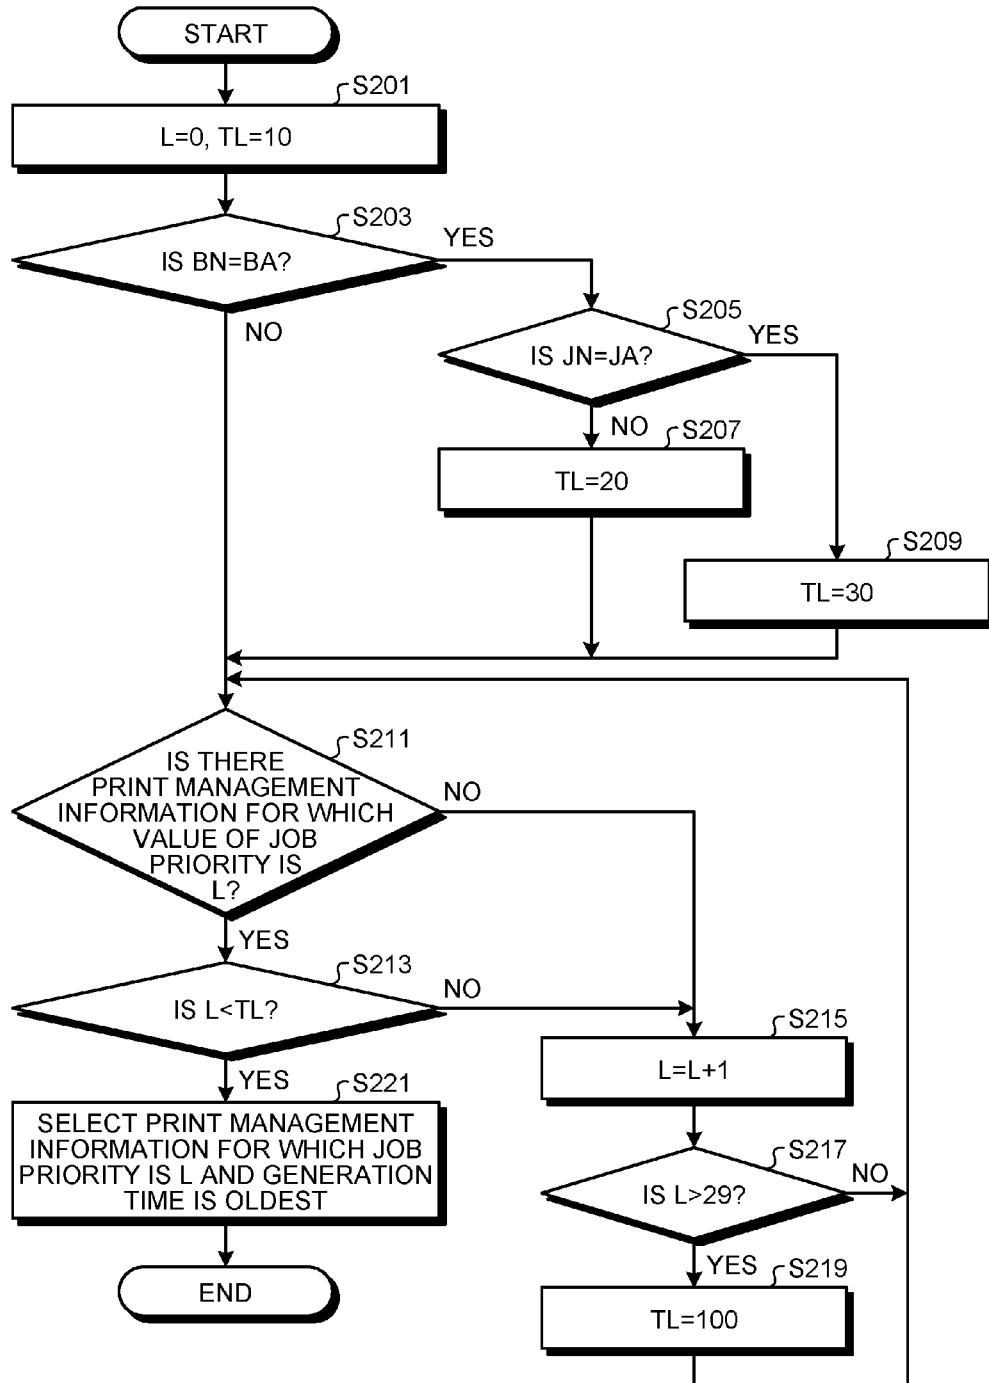 START
S201
L=0, TL=10
S203
IS BN=BA?
YES
NO
S205
IS JN=JA?
YES
NO
S207
TL=20
S209
TL=30
S211
IS THERE
PRINT MANAGEMENT
INFORMATION FOR WHICH
VALUE OF JOB
PRIORITY IS
L?
NO
YES
S213
IS L<TL?
NO
YES
S215
L=L+1
S221
SELECT PRINT MANAGEMENT
INFORMATION FOR WHICH JOB
PRIORITY IS L AND GENERATION
TIME IS OLDEST
S217
IS L>29?
NO
YES
END
S219
TL=100